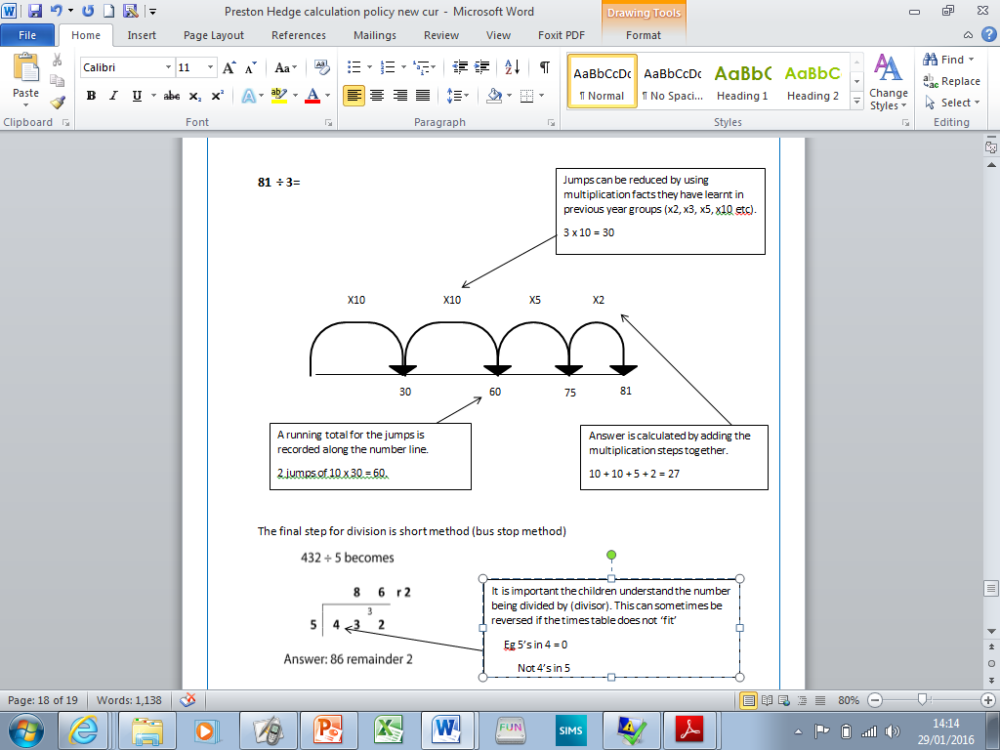 Preston Hedge calculation policy new cur - Microsoft Word
Drawing Tools
File Home Insert Page Layout References Mailings Review View Foxit PDF Format
Paste
Clipboard
Calibri 11
Font
Paragraph
AaBbCcDc AaBbCcDc AaBbC AaBbCc
¶ Normal ¶ No Spaci... Heading 1 Heading 2
Change Styles
Styles
Find
Replace
Select
Editing
81 ÷ 3=
Jumps can be reduced by using
multiplication facts they have learnt in
previous year groups (x2, x3, x5, x10 etc).
3 x 10 = 30
X10 X10 X5 X2
30 60 75 81
A running total for the jumps is
recorded along the number line.
2 jumps of 10 x 30 = 60.
Answer is calculated by adding the
multiplication steps together.
10 + 10 + 5 + 2 = 27
The final step for division is short method (bus stop method)
432 ÷ 5 becomes
8 6 r 2
3
5 4 3 2
Answer: 86 remainder 2
It is important the children understand the number
being divided by (divisor). This can sometimes be
reversed if the times table does not ‘fit’
Eg 5’s in 4 = 0
Not 4’s in 5
Page: 18 of 19 Words: 1,138 80%
FUN
SIMS
14:14
29/01/2016